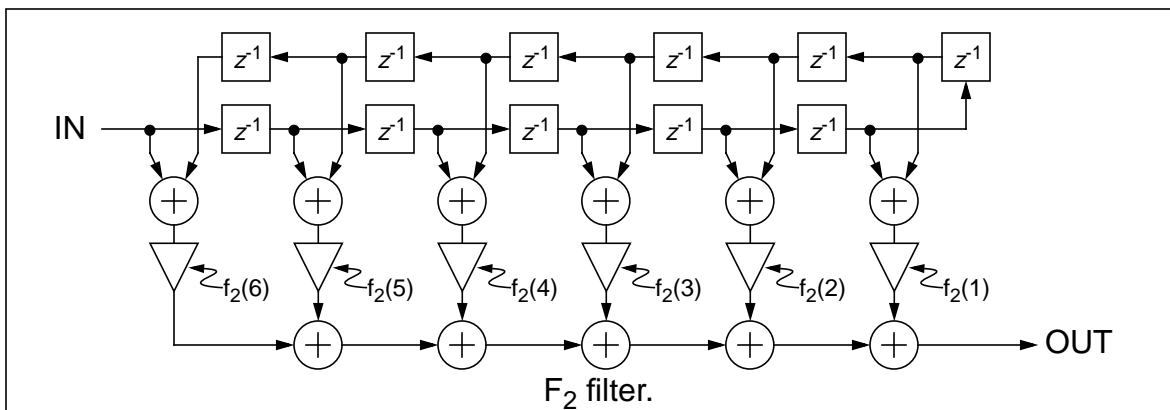 z⁻¹ z⁻¹ z⁻¹ z⁻¹ z⁻¹ z⁻¹
IN z⁻¹ z⁻¹ z⁻¹ z⁻¹ z⁻¹
+ + + + + +
f₂(6) f₂(5) f₂(4) f₂(3) f₂(2) f₂(1)
+ + + + + OUT
F₂ filter.